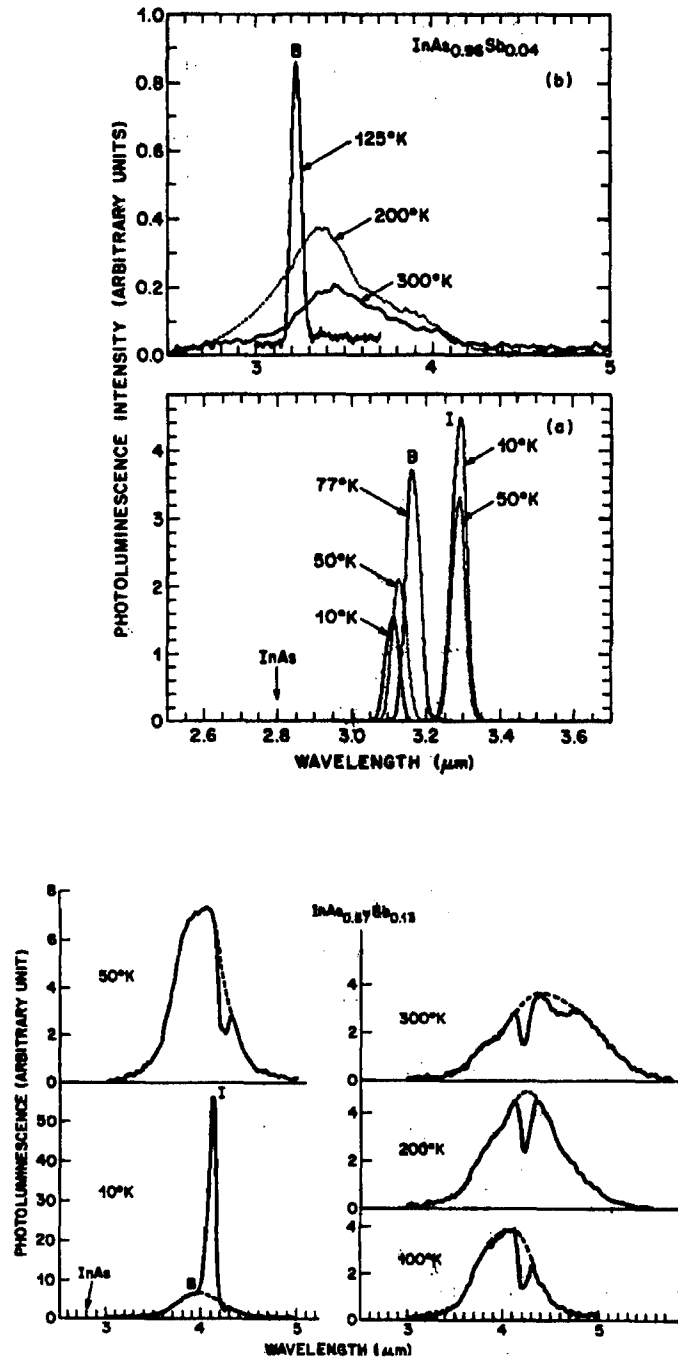 1.0
B
InAs0.96Sb0.04
(b)
0.8
125°K
0.6
200°K
0.4
300°K
0.2
0.0
3
4
5
PHOTOLUMINESCENCE INTENSITY (ARBITRARY UNITS)
I
(a)
4
B
10°K
77°K
50°K
3
50°K
2
10°K
1
InAs
0
2.6
2.8
3.0
3.2
3.4
3.6
WAVELENGTH (μm)
8
InAs0.87Sb0.13
6
50°K
4
2
0
4
300°K
2
0
PHOTOLUMINESCENCE (ARBITRARY UNIT)
I
50
40
10°K
30
20
10
B
InAs
0
3
4
5
4
200°K
2
0
4
100°K
2
0
3
4
5
WAVELENGTH (μm)